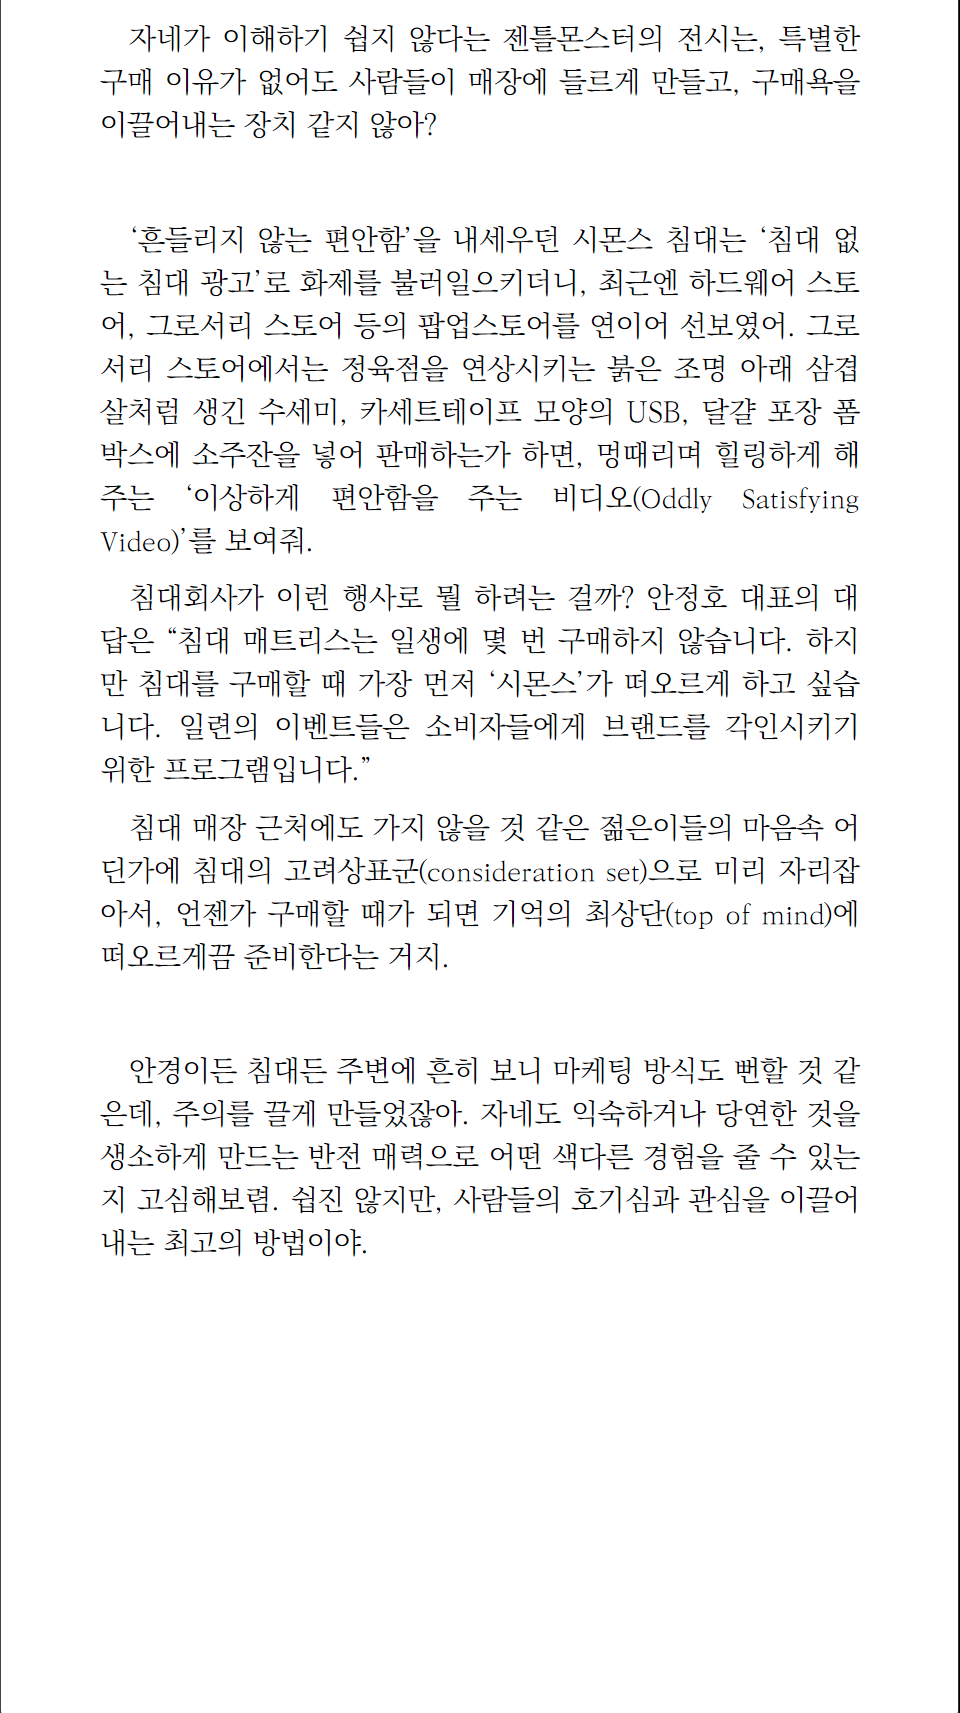 자네가 이해하기 쉽지 않다는 젠틀몬스터의 전시는, 특별한
구매 이유가 없어도 사람들이 매장에 들르게 만들고, 구매욕을
이끌어내는 장치 같지 않아?
‘흔들리지 않는 편안함’을 내세우던 시몬스 침대는 ‘침대 없
는 침대 광고’로 화제를 불러일으키더니, 최근엔 하드웨어 스토
어, 그로서리 스토어 등의 팝업스토어를 연이어 선보였어. 그로
서리 스토어에서는 정육점을 연상시키는 붉은 조명 아래 삼겹
살처럼 생긴 수세미, 카세트테이프 모양의 USB, 달걀 포장 폼
박스에 소주잔을 넣어 판매하는가 하면, 멍때리며 힐링하게 해
주는 ‘이상하게 편안함을 주는 비디오(Oddly Satisfying
Video)’를 보여줘.
침대회사가 이런 행사로 뭘 하려는 걸까? 안정호 대표의 대
답은 “침대 매트리스는 일생에 몇 번 구매하지 않습니다. 하지
만 침대를 구매할 때 가장 먼저 ‘시몬스’가 떠오르게 하고 싶습
니다. 일련의 이벤트들은 소비자들에게 브랜드를 각인시키기
위한 프로그램입니다.”
침대 매장 근처에도 가지 않을 것 같은 젊은이들의 마음속 어
딘가에 침대의 고려상표군(consideration set)으로 미리 자리잡
아서, 언젠가 구매할 때가 되면 기억의 최상단(top of mind)에
떠오르게끔 준비한다는 거지.
안경이든 침대든 주변에 흔히 보니 마케팅 방식도 뻔할 것 같
은데, 주의를 끌게 만들었잖아. 자네도 익숙하거나 당연한 것을
생소하게 만드는 반전 매력으로 어떤 색다른 경험을 줄 수 있는
지 고심해보렴. 쉽진 않지만, 사람들의 호기심과 관심을 이끌어
내는 최고의 방법이야.